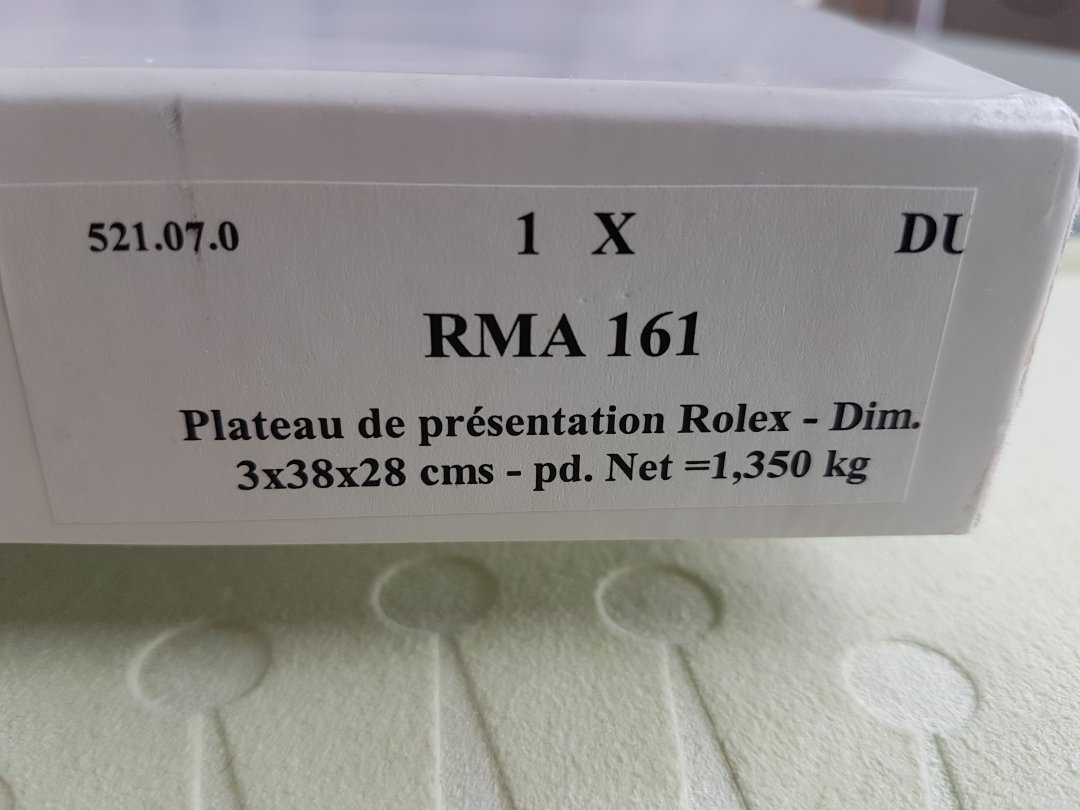 521.07.0 1 X DU
RMA 161
Plateau de présentation Rolex - Dim.
3x38x28 cms - pd. Net =1,350 kg